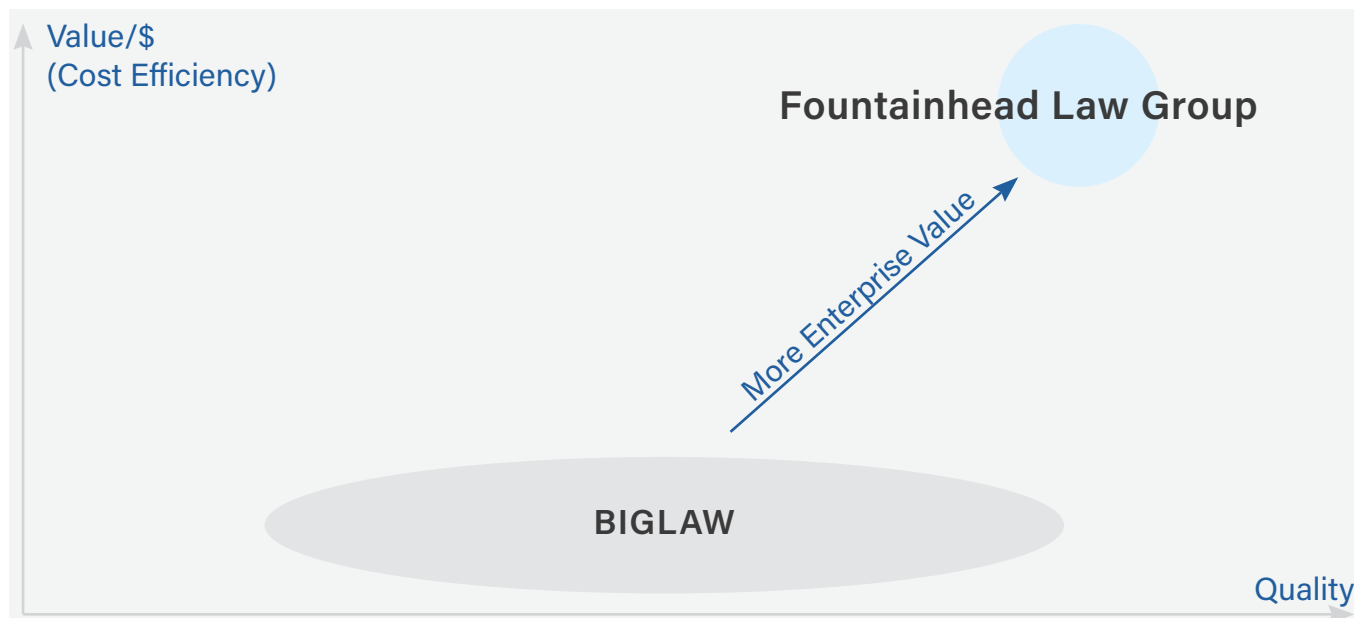 Value/$
(Cost Efficiency)
Fountainhead Law Group
More Enterprise Value
BIGLAW
Quality